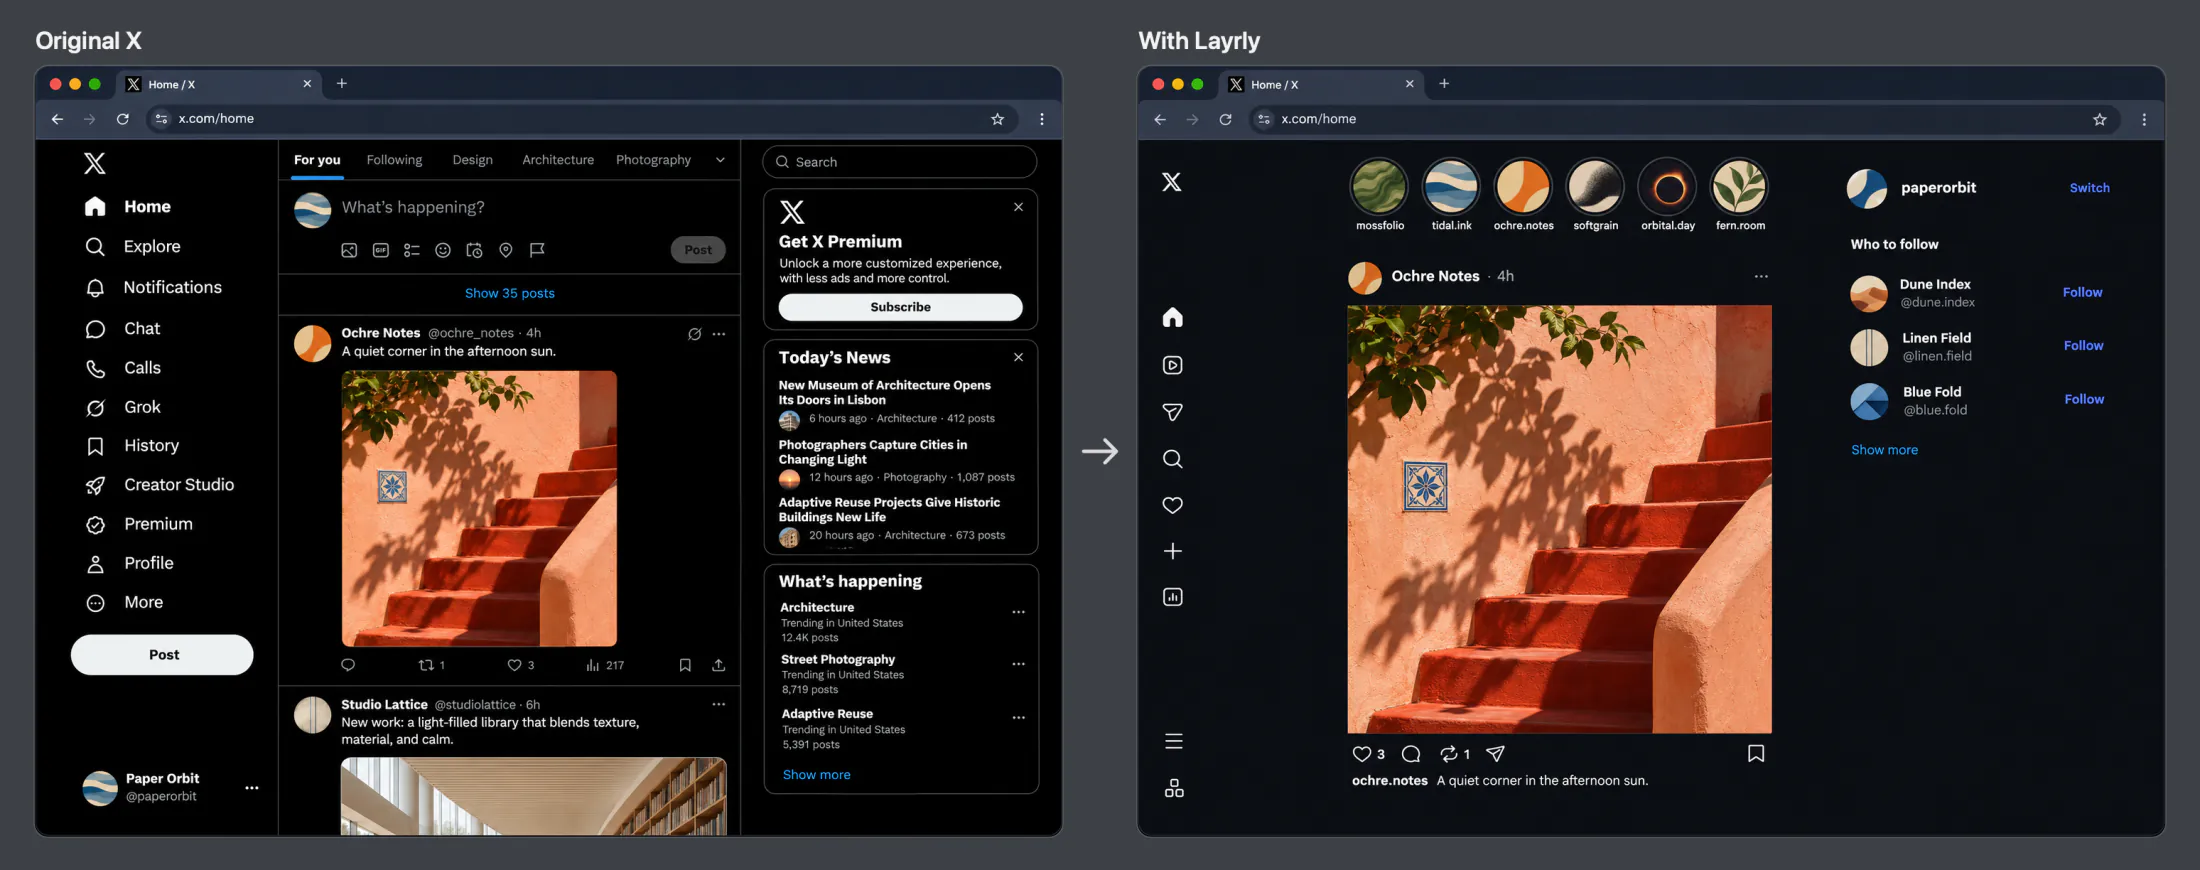 Original X
Home / X
x.com/home
Home
Explore
Notifications
Chat
Calls
Grok
History
Creator Studio
Premium
Profile
More
Post
Paper Orbit
@paperorbit
For you
Following
Design
Architecture
Photography
What's happening?
GIF
Post
Show 35 posts
Ochre Notes @ochre_notes · 4h
A quiet corner in the afternoon sun.
1
3
217
Studio Lattice @studiolattice · 6h
New work: a light-filled library that blends texture,
material, and calm.
Search
Get X Premium
Unlock a more customized experience,
with less ads and more control.
Subscribe
Today's News
New Museum of Architecture Opens
Its Doors in Lisbon
6 hours ago · Architecture · 412 posts
Photographers Capture Cities in
Changing Light
12 hours ago · Photography · 1,087 posts
Adaptive Reuse Projects Give Historic
Buildings New Life
20 hours ago · Architecture · 673 posts
What's happening
Architecture
Trending in United States
12.4K posts
Street Photography
Trending in United States
8,719 posts
Adaptive Reuse
Trending in United States
5,391 posts
Show more
With Layrly
Home / X
x.com/home
mossfolio
tidal.ink
ochre.notes
softgrain
orbital.day
fern.room
Ochre Notes · 4h
3
1
ochre.notes A quiet corner in the afternoon sun.
paperorbit
Switch
Who to follow
Dune Index
@dune.index
Follow
Linen Field
@linen.field
Follow
Blue Fold
@blue.fold
Follow
Show more